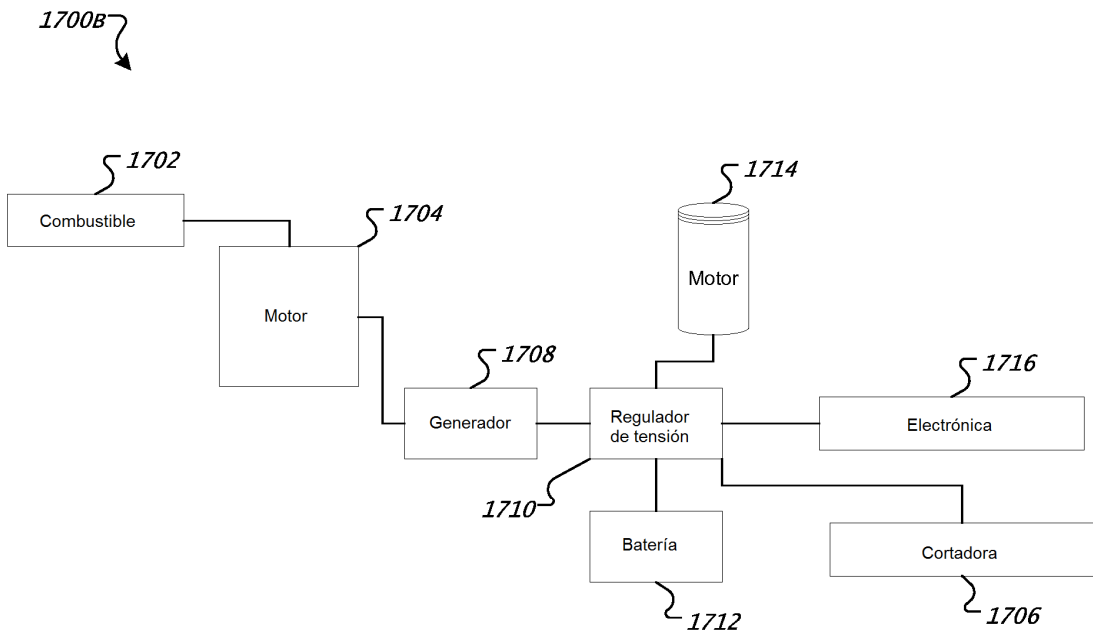 1700B
1702
Combustible
1704
Motor
1714
Motor
1708
Generador
Regulador
de tensión
1710
1716
Electrónica
Batería
1712
Cortadora
1706